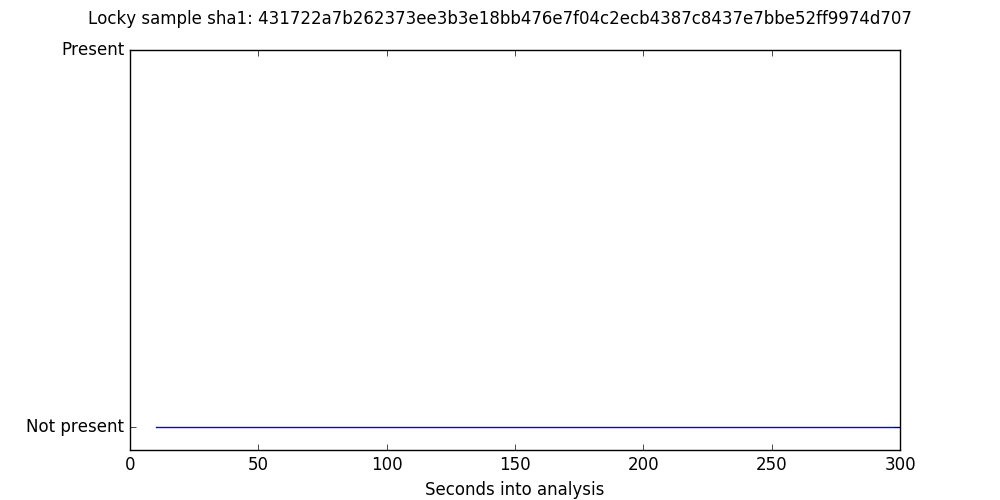 Locky sample sha1: 431722a7b262373ee3b3e18bb476e7f04c2ecb4387c8437e7bbe52ff9974d707
Present
Not present
0 50 100 150 200 250 300
Seconds into analysis